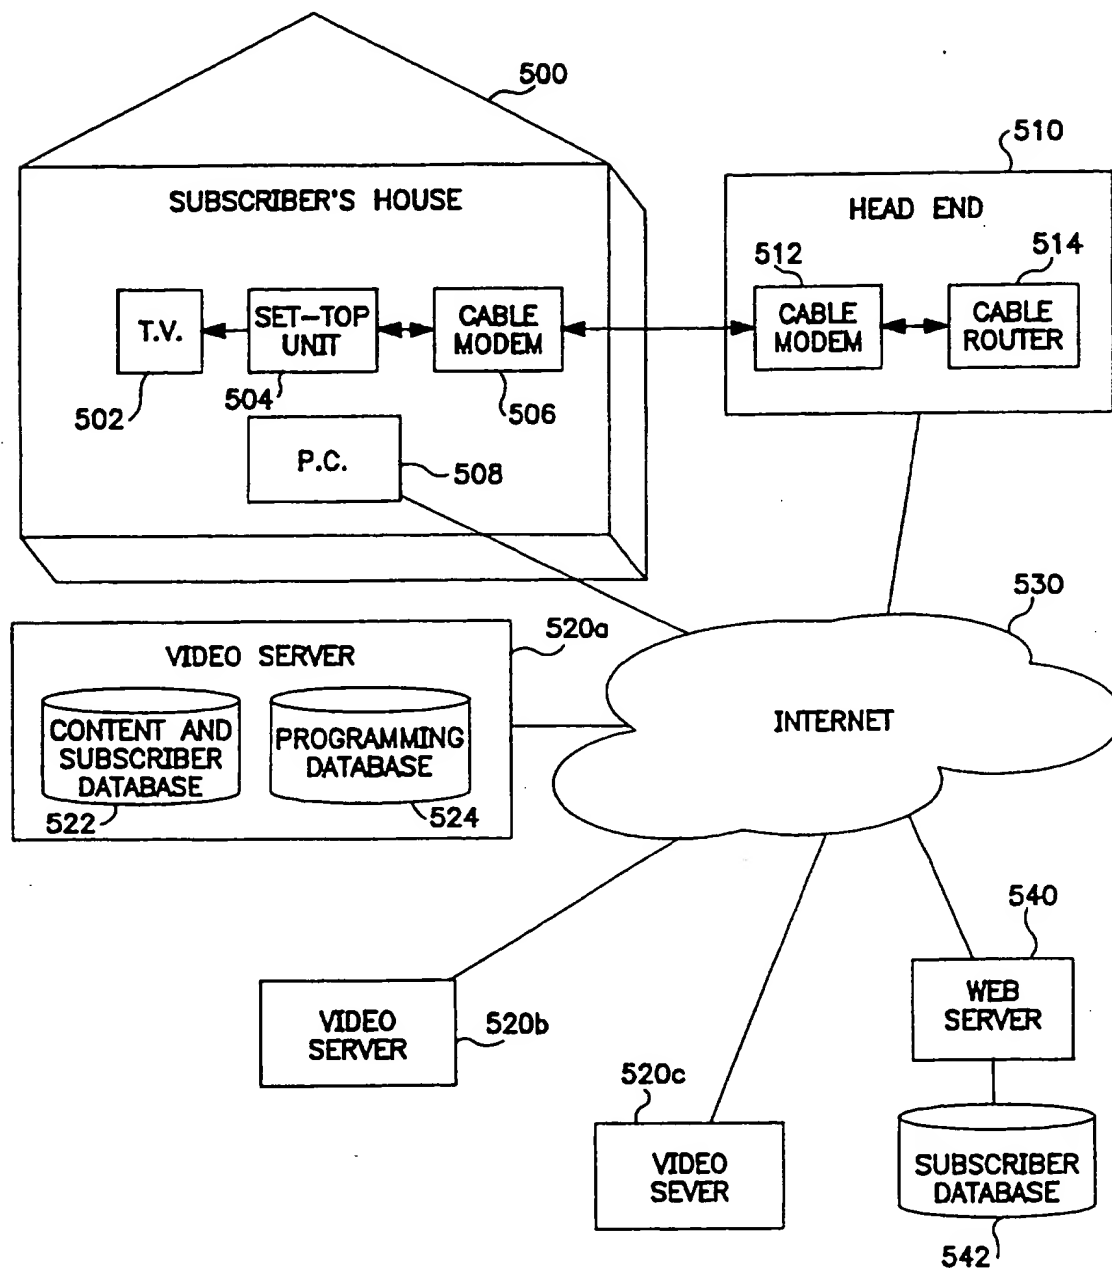 500
510
SUBSCRIBER'S HOUSE
HEAD END
512
514
T.V.
SET-TOP
UNIT
CABLE
MODEM
CABLE
MODEM
CABLE
ROUTER
502
504
506
P.C.
508
530
520a
VIDEO SERVER
CONTENT AND
SUBSCRIBER
DATABASE
PROGRAMMING
DATABASE
522
524
INTERNET
540
VIDEO
SERVER
520b
WEB
SERVER
520c
VIDEO
SEVER
SUBSCRIBER
DATABASE
542